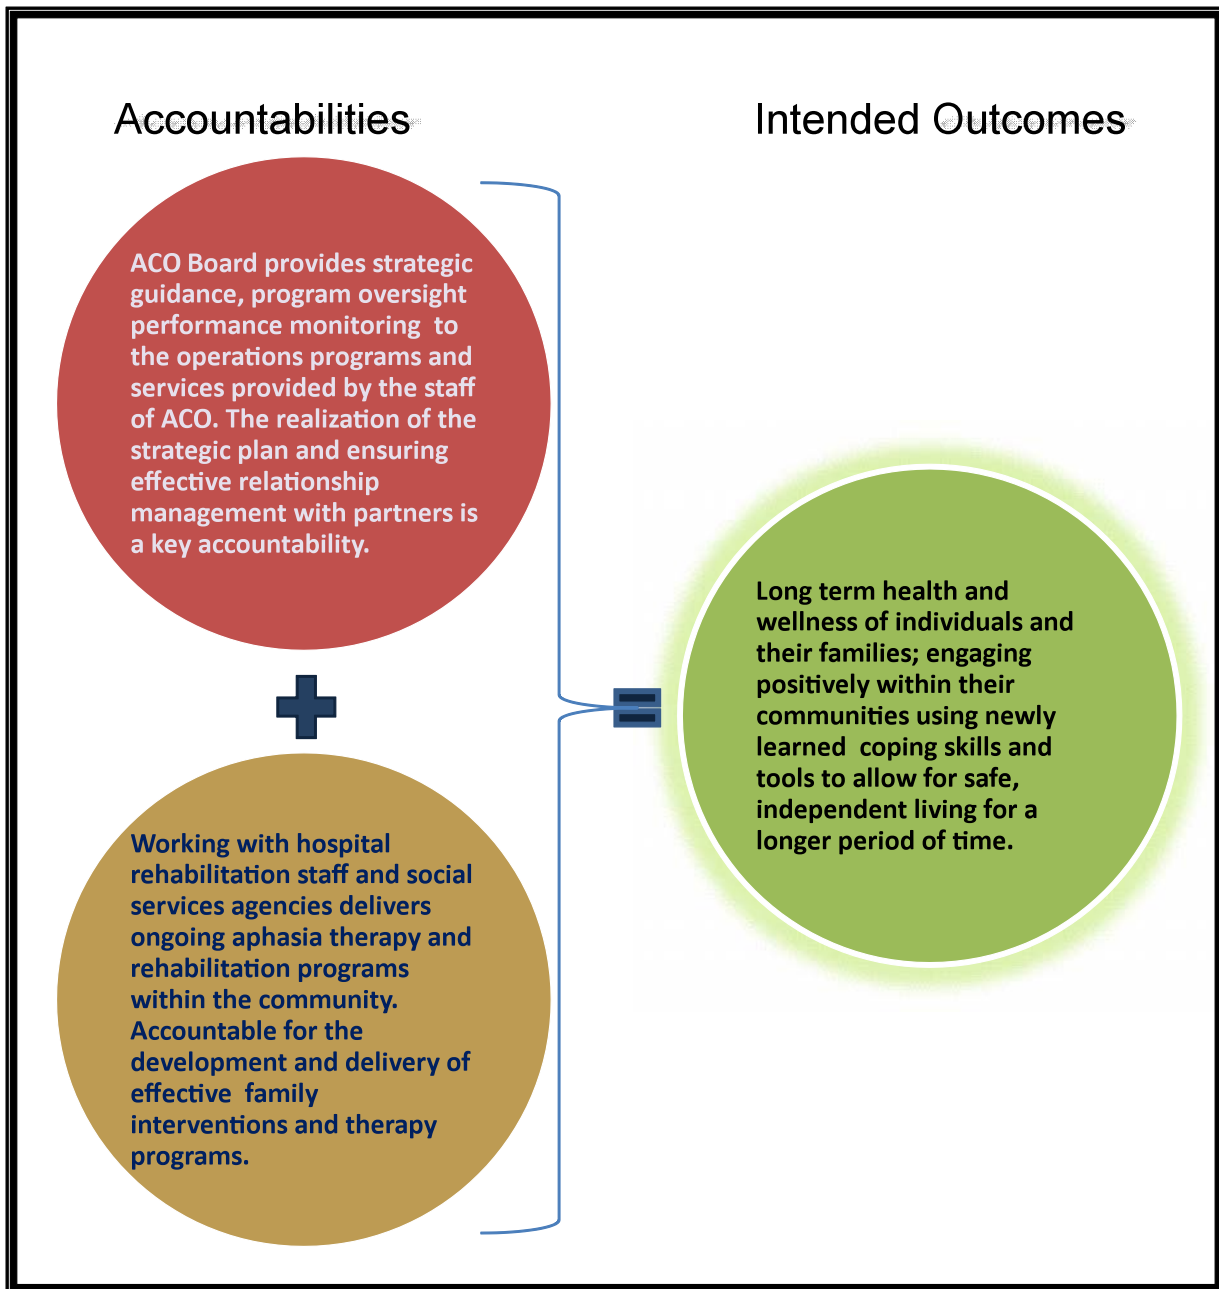 Accountabilities
Intended Outcomes
ACO Board provides strategic
guidance, program oversight
performance monitoring  to
the operations programs and
services provided by the staff
of ACO. The realization of the
strategic plan and ensuring
effective relationship
management with partners is
a key accountability.
Working with hospital
rehabilitation staff and social
services agencies delivers
ongoing aphasia therapy and
rehabilitation programs
within the community.
Accountable for the
development and delivery of
effective  family
interventions and therapy
programs.
Long term health and
wellness of individuals and
their families; engaging
positively within their
communities using newly
learned  coping skills and
tools to allow for safe,
independent living for a
longer period of time.